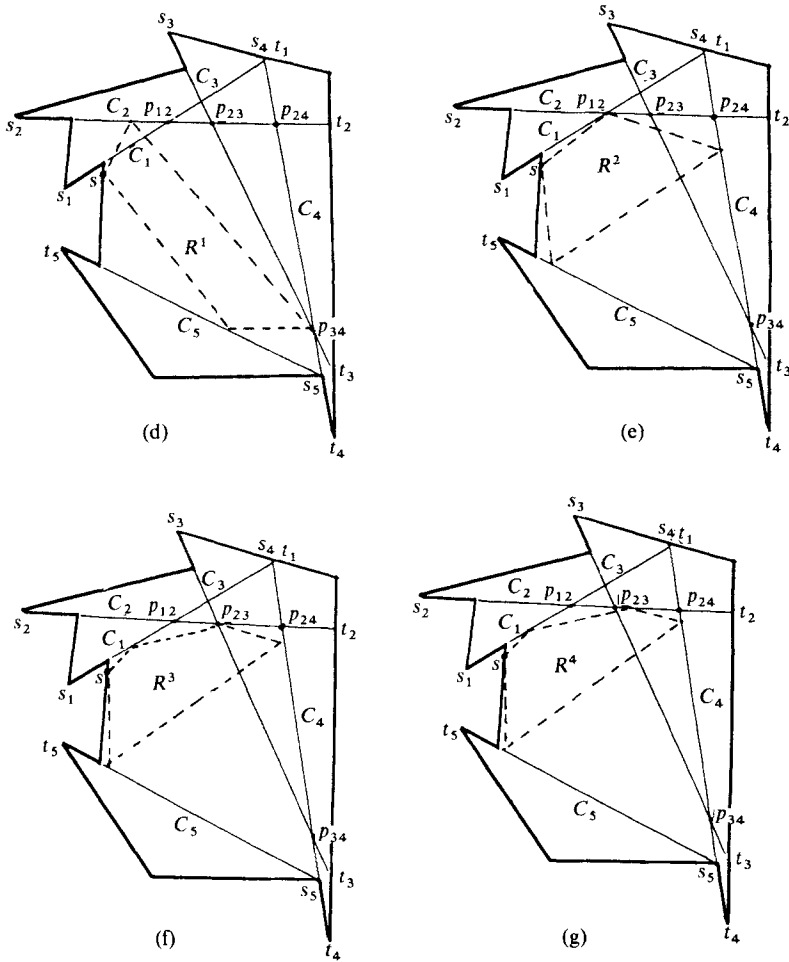 s₃
s₄ t₁
C₃
C₂ p₁₂ p₂₃ p₂₄
s₂ t₂
C₁
s
s₁
C₄
t₅ R¹
C₅ p₃₄
t₃
s₅
(d)
t₄
s₃
s₄ t₁
C₃
C₂ p₁₂ p₂₃ p₂₄
s₂ t₂
C₁
s R²
s₁
C₄
t₅
C₅ p₃₄
t₃
s₅
(e)
t₄
s₃
s₄ t₁
C₃
C₂ p₁₂ p₂₃ p₂₄
s₂ t₂
C₁
s R³
s₁
C₄
t₅
C₅ p₃₄
t₃
s₅
(f)
t₄
s₃
s₄ t₁
C₃
C₂ p₁₂ p₂₃ p₂₄
s₂ t₂
C₁
s R⁴
s₁
C₄
t₅
C₅ p₃₄
t₃
s₅
(g)
t₄